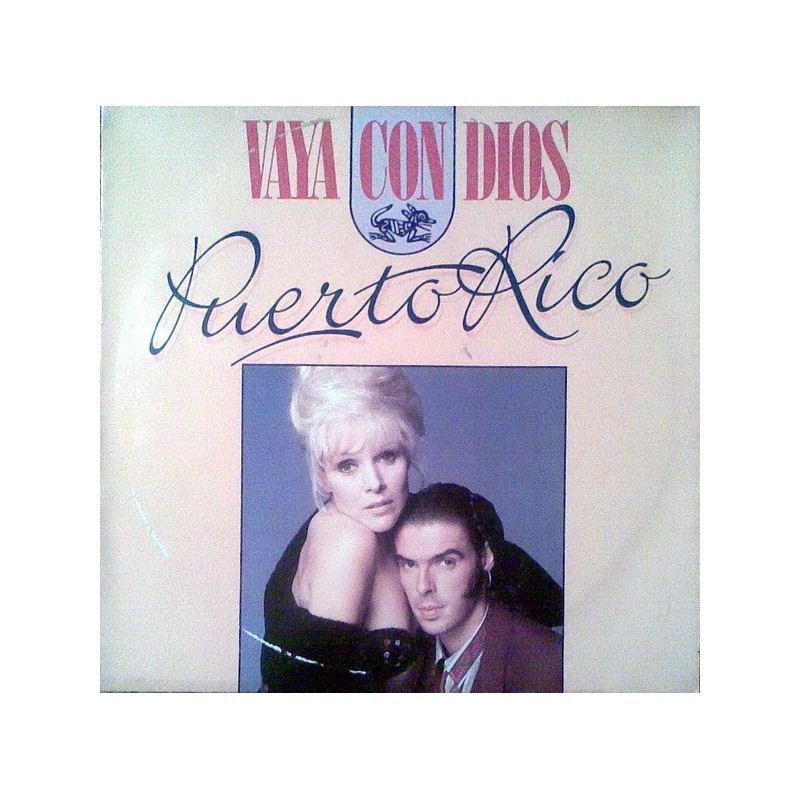 VAYA CON DIOS
Puerto Rico